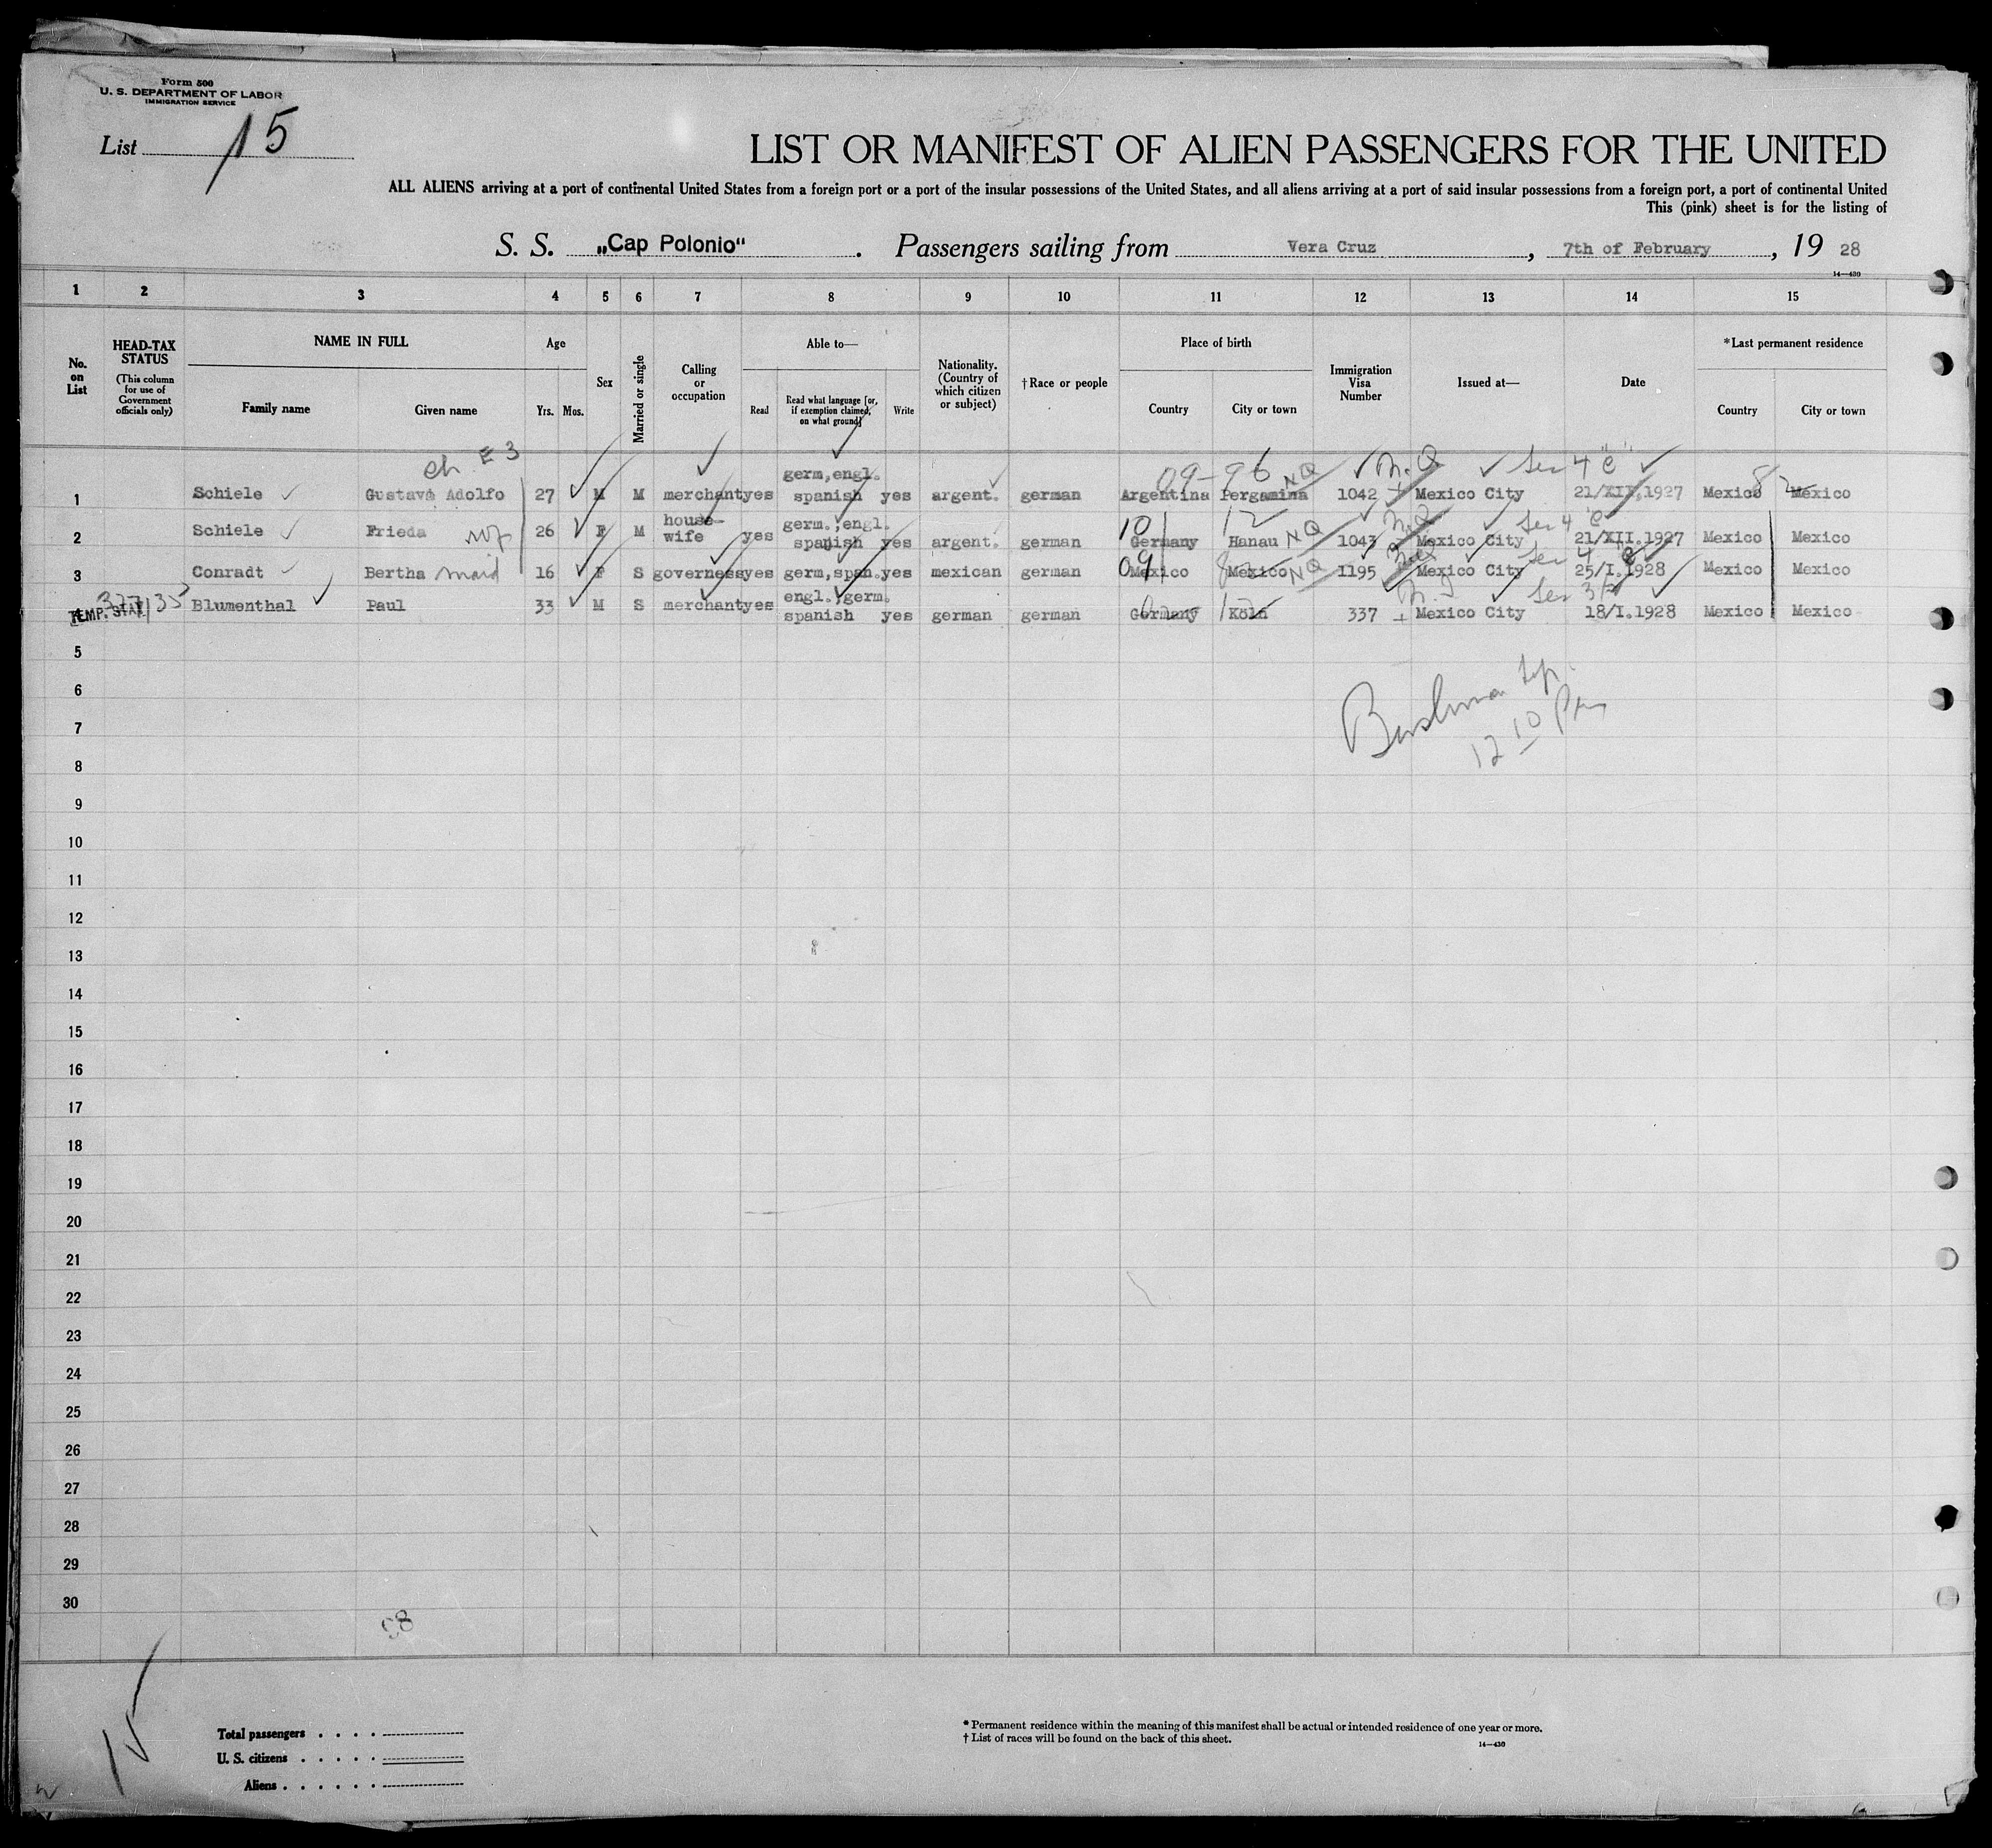 Form 500
U. S. DEPARTMENT OF LABOR
IMMIGRATION SERVICE
List 15
LIST OR MANIFEST OF ALIEN PASSENGERS FOR THE UNITED
ALL ALIENS arriving at a port of continental United States from a foreign port or a port of the insular possessions of the United States, and all aliens arriving at a port of said insular possessions from a foreign port, a port of continental United
This (pink) sheet is for the listing of
S. S. „Cap Polonio“ . Passengers sailing from Vera Cruz , 7th of February , 19 28
14—430
1 2 3 4 5 6 7 8 9 10 11 12 13 14 15
No. on List
HEAD-TAX STATUS (This column for use of Government officials only)
NAME IN FULL
Family name Given name
Age
Yrs. Mos.
Sex
Married or single
Calling or occupation
Able to—
Read Read what language [or, if exemption claimed, on what ground] Write
Nationality. (Country of which citizen or subject)
†Race or people
Place of birth
Country City or town
Immigration Visa Number
Issued at—
Date
*Last permanent residence
Country City or town
1 Schiele Gustavo Adolfo 27 M M merchant yes germ,engl. spanish yes argent. german Argentina Pergamina NQ 1042 Mexico City 21/XII.1927 Mexico Mexico
09-96 N.Q Ser 4 "C" 82
2 Schiele Frieda 26 F M house-wife yes germ.,engl. spanish yes argent. german Germany Hanau NQ 1043 Mexico City 21/XII.1927 Mexico Mexico
3 Conradt Bertha maid 16 F S governess yes germ,span. yes mexican german Mexico Mexico NQ 1195 Mexico City 25/I.1928 Mexico Mexico
TEMP. STAY
4 Blumenthal Paul 33 M S merchant yes engl.,germ. spanish yes german german Germany Köln 337 Mexico City 18/I.1928 Mexico Mexico
5
6
7
12 10 Pm
8
9
10
11
12
13
14
15
16
17
18
19
20
21
22
23
24
25
26
27
28
29
30
Total passengers
U. S. citizens
Aliens
* Permanent residence within the meaning of this manifest shall be actual or intended residence of one year or more.
† List of races will be found on the back of this sheet.
14—430